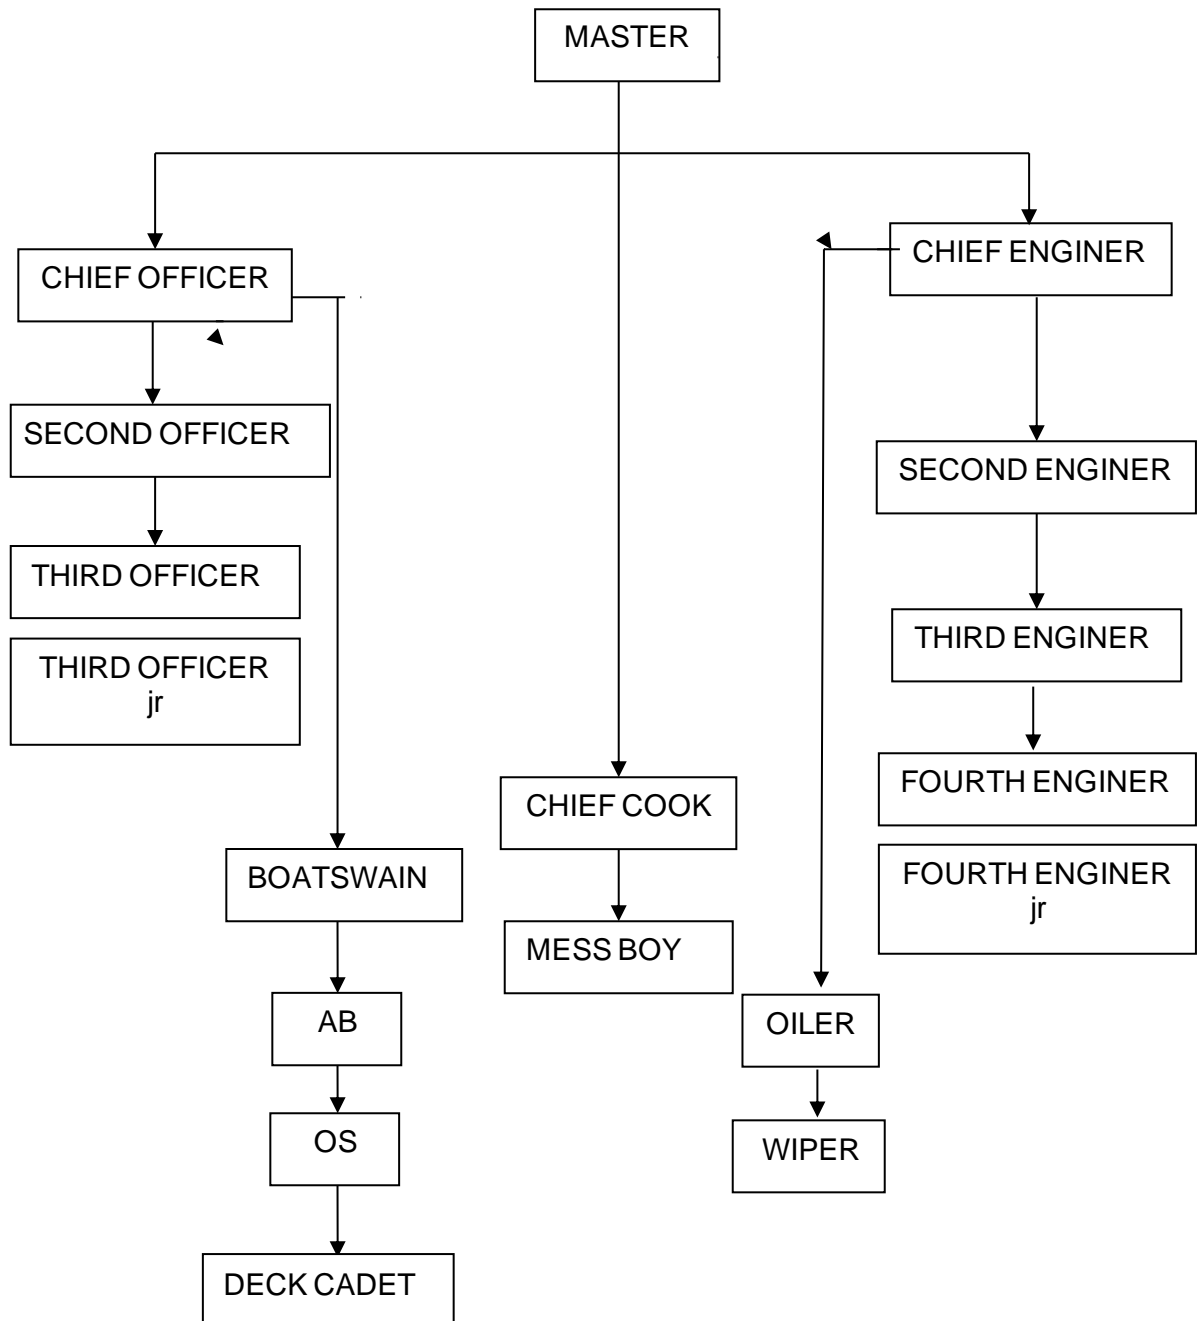 MASTER
CHIEF OFFICER
CHIEF ENGINER
SECOND OFFICER
SECOND ENGINER
THIRD OFFICER
THIRD OFFICER
jr
THIRD ENGINER
CHIEF COOK
FOURTH ENGINER
BOATSWAIN
FOURTH ENGINER
jr
MESS BOY
AB
OILER
OS
WIPER
DECK CADET